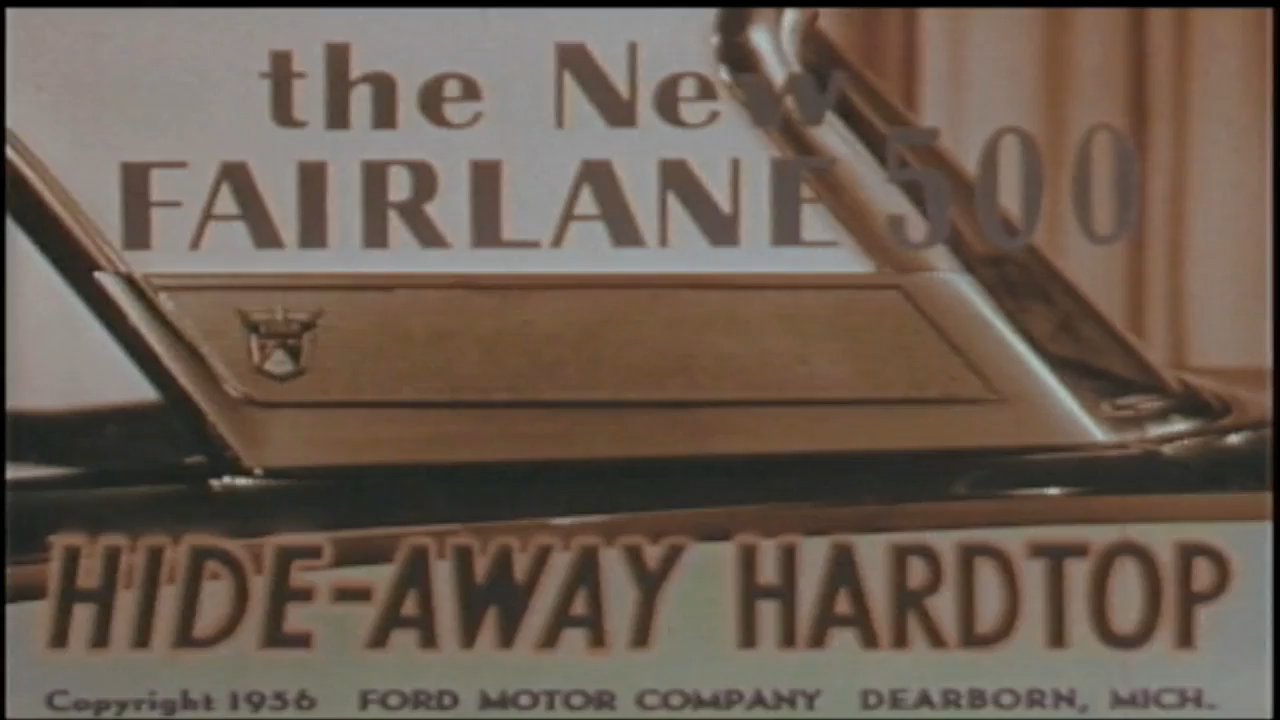 the New
FAIRLANE 500
HIDE-AWAY HARDTOP
Copyright 1956 FORD MOTOR COMPANY DEARBORN, MICH.